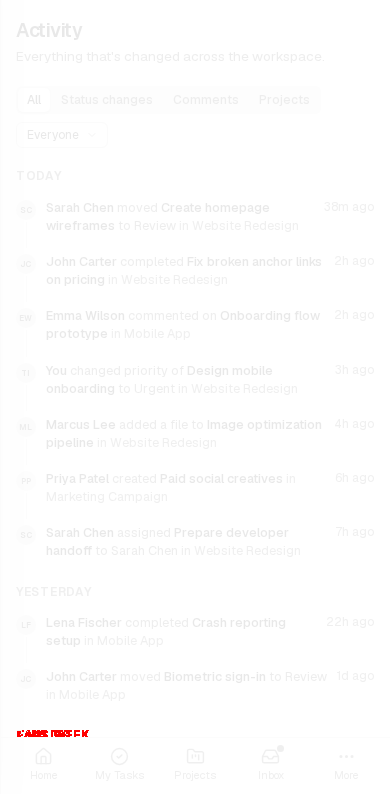 Activity
Everything that's changed across the workspace.
All Status changes Comments Projects
Everyone
TODAY
SC Sarah Chen moved Create homepage 38m ago
wireframes to Review in Website Redesign
JC John Carter completed Fix broken anchor links 2h ago
on pricing in Website Redesign
EW Emma Wilson commented on Onboarding flow 2h ago
prototype in Mobile App
You changed priority of Design mobile 3h ago
onboarding to Urgent in Website Redesign
ML Marcus Lee added a file to Image optimization 4h ago
pipeline in Website Redesign
PP Priya Patel created Paid social creatives in 6h ago
Marketing Campaign
SC Sarah Chen assigned Prepare developer 7h ago
handoff to Sarah Chen in Website Redesign
YESTERDAY
LF Lena Fischer completed Crash reporting 22h ago
setup in Mobile App
JC John Carter moved Biometric sign-in to Review 1d ago
in Mobile App
Home My Tasks Projects Inbox More